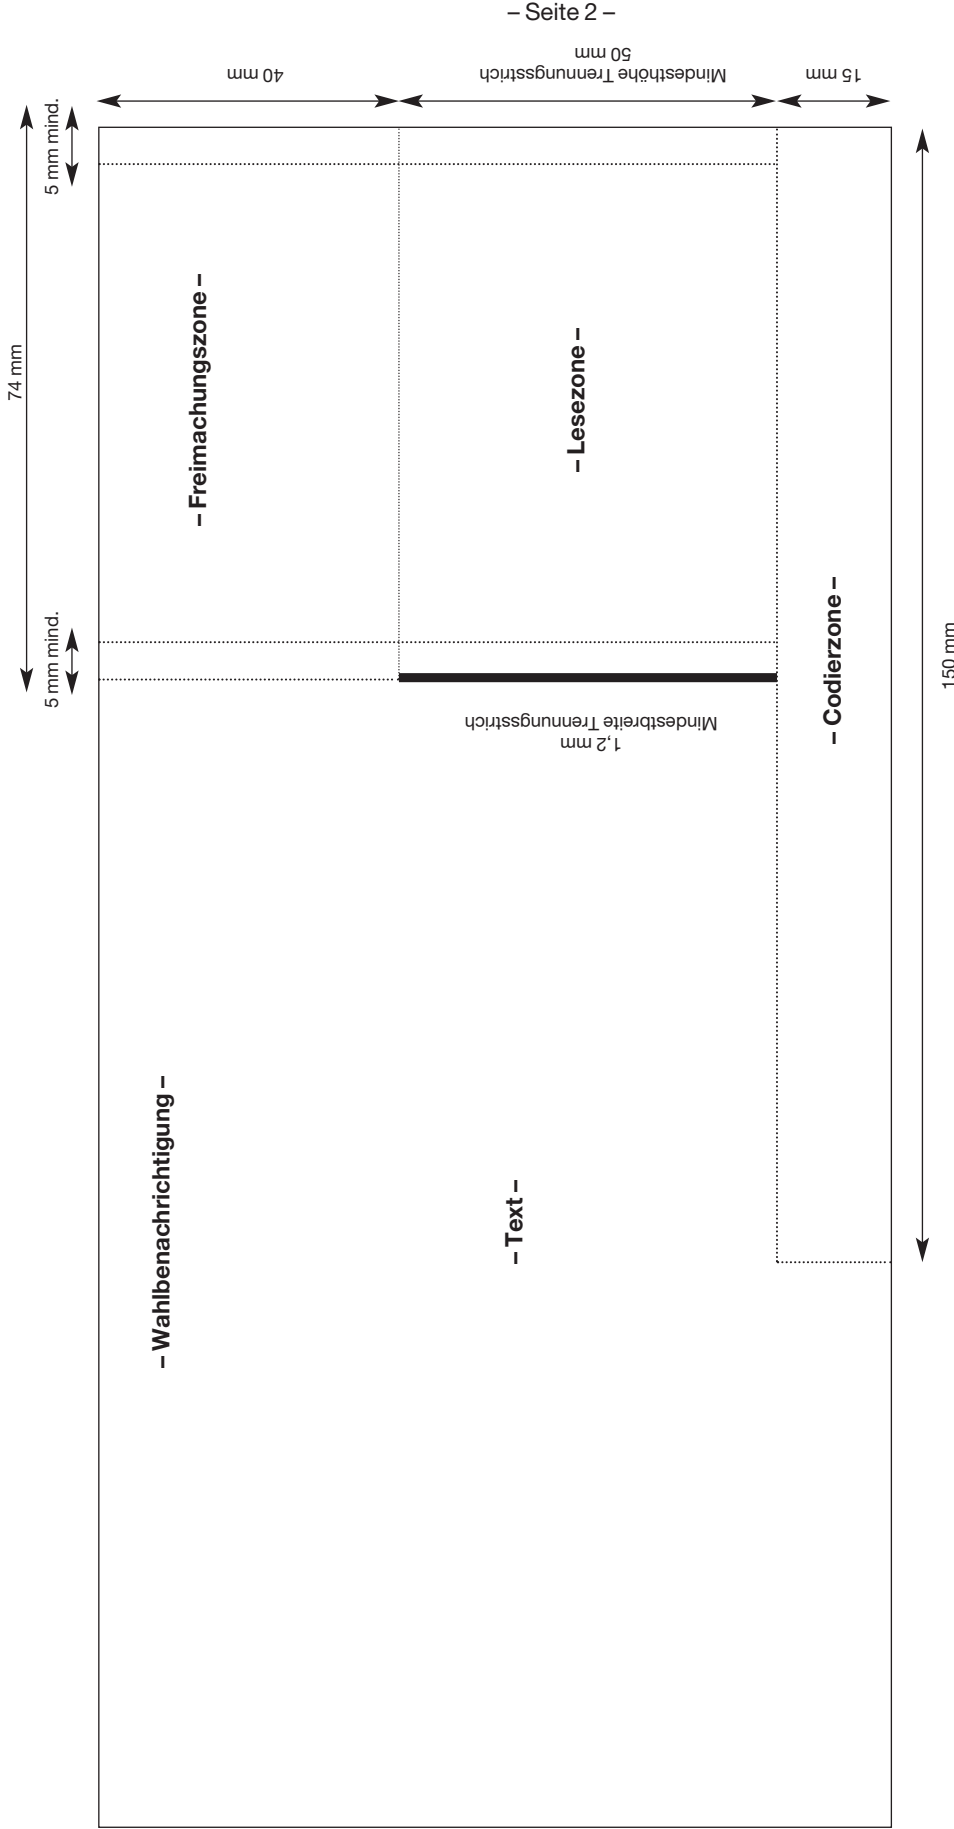 – Seite 2 –
40 mm
Mindesthöhe Trennungsstrich
50 mm
15 mm
74 mm
5 mm mind.
5 mm mind.
– Freimachungszone –
– Lesezone –
– Codierzone –
Mindestbreite Trennungsstrich
1,2 mm
150 mm
– Wahlbenachrichtigung –
– Text –